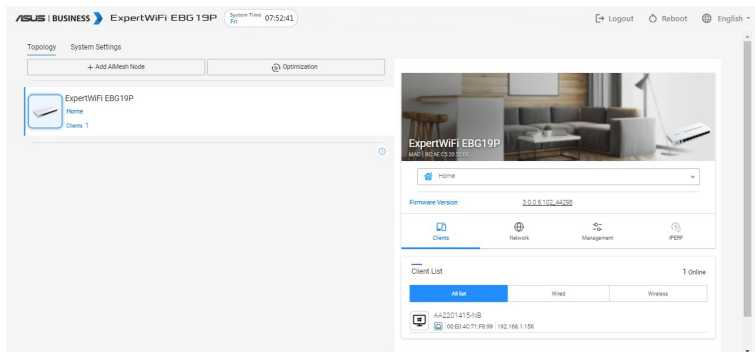 ASUS BUSINESS ExpertWiFi EBG 19P System Time Fri 07:52:41 Logout Reboot English
Topology System Settings
+ Add AiMesh Node Optimization
ExpertWiFi EBG19P
Home
Clients 1
ExpertWiFi EBG19P
Home
Firmware Version 3.0.0.6.102_44298
Clients Network Management IPERF
Client List 1 Online
All list Wired Wireless
AA2201415-NB
00:E0:4C:71:F8:99 192.168.1.156